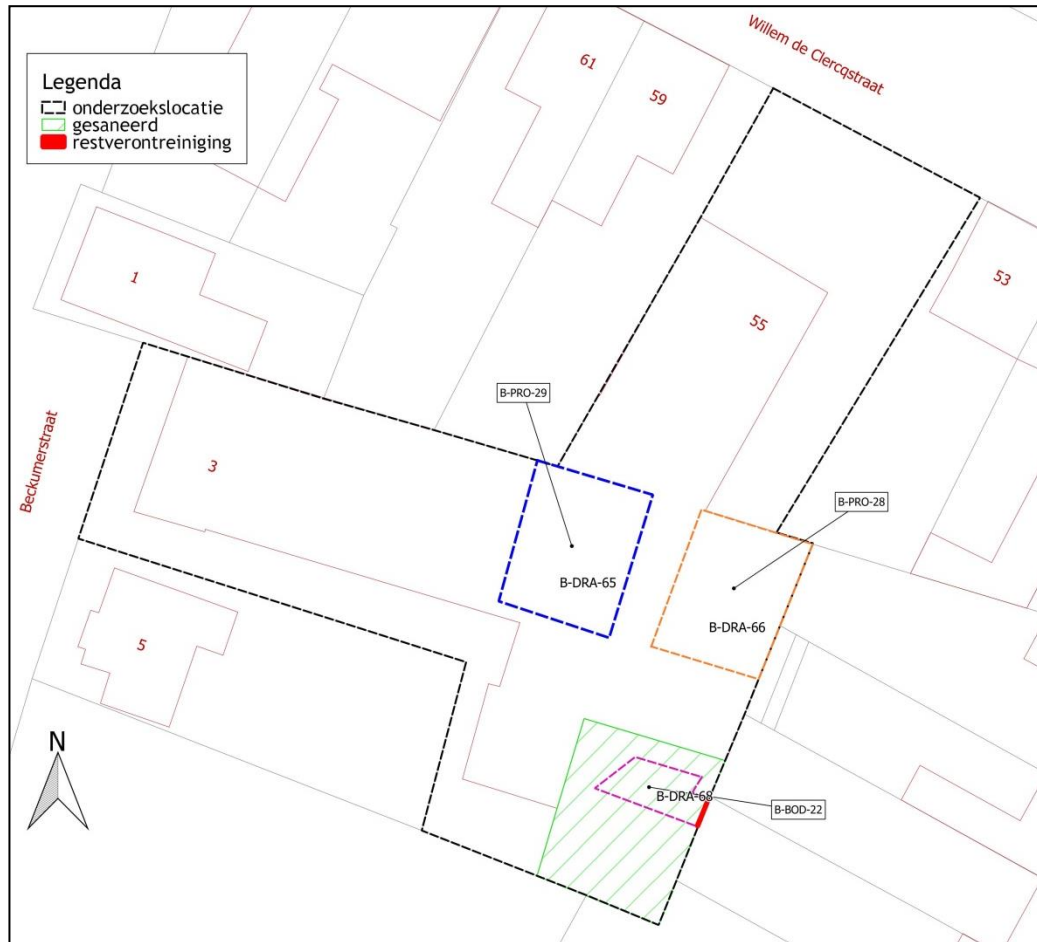 Willem de Clercqstraat
Legenda
onderzoekslocatie
gesaneerd
restverontreiniging
61
59
1
53
55
B-PRO-29
Beckumerstraat
3
B-PRO-28
B-DRA-65
B-DRA-66
5
N
B-DRA-68
B-BOD-22